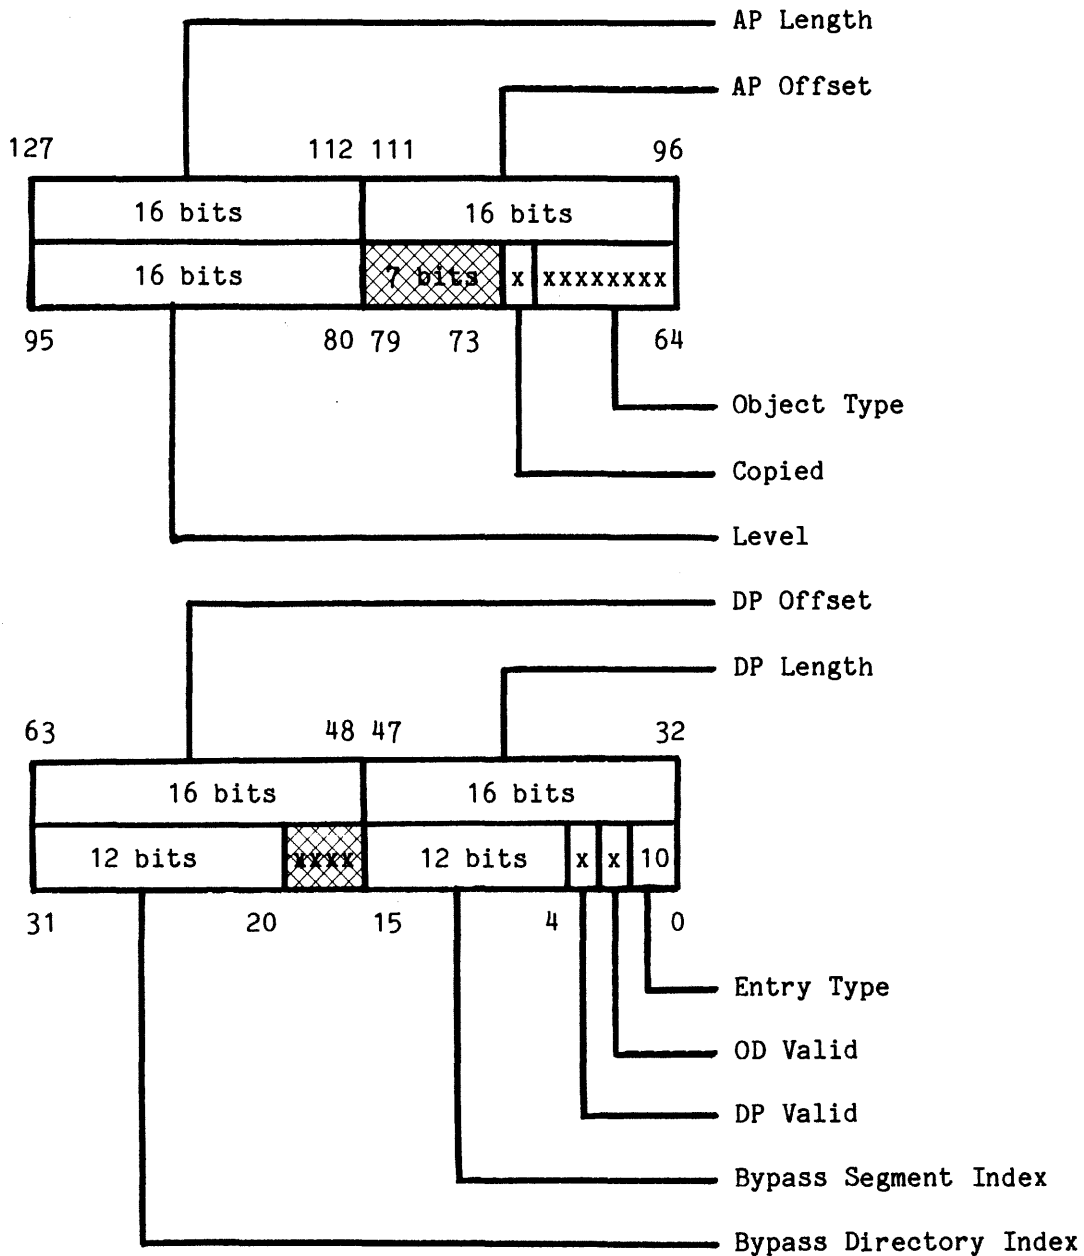 AP Length
AP Offset
127 112 111 96
16 bits 16 bits
16 bits 7 bits x xxxxxxxx
95 80 79 73 64
Object Type
Copied
Level
DP Offset
DP Length
63 48 47 32
16 bits 16 bits
12 bits xxxx 12 bits x x 10
31 20 15 4 0
Entry Type
OD Valid
DP Valid
Bypass Segment Index
Bypass Directory Index